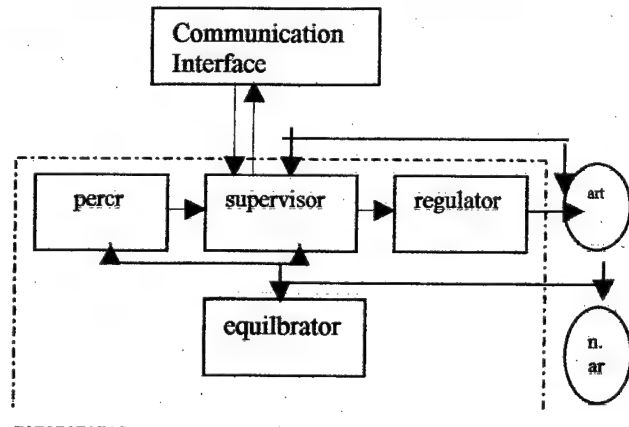 Communication
Interface
percr
supervisor
regulator
art
equilbrator
n.
ar